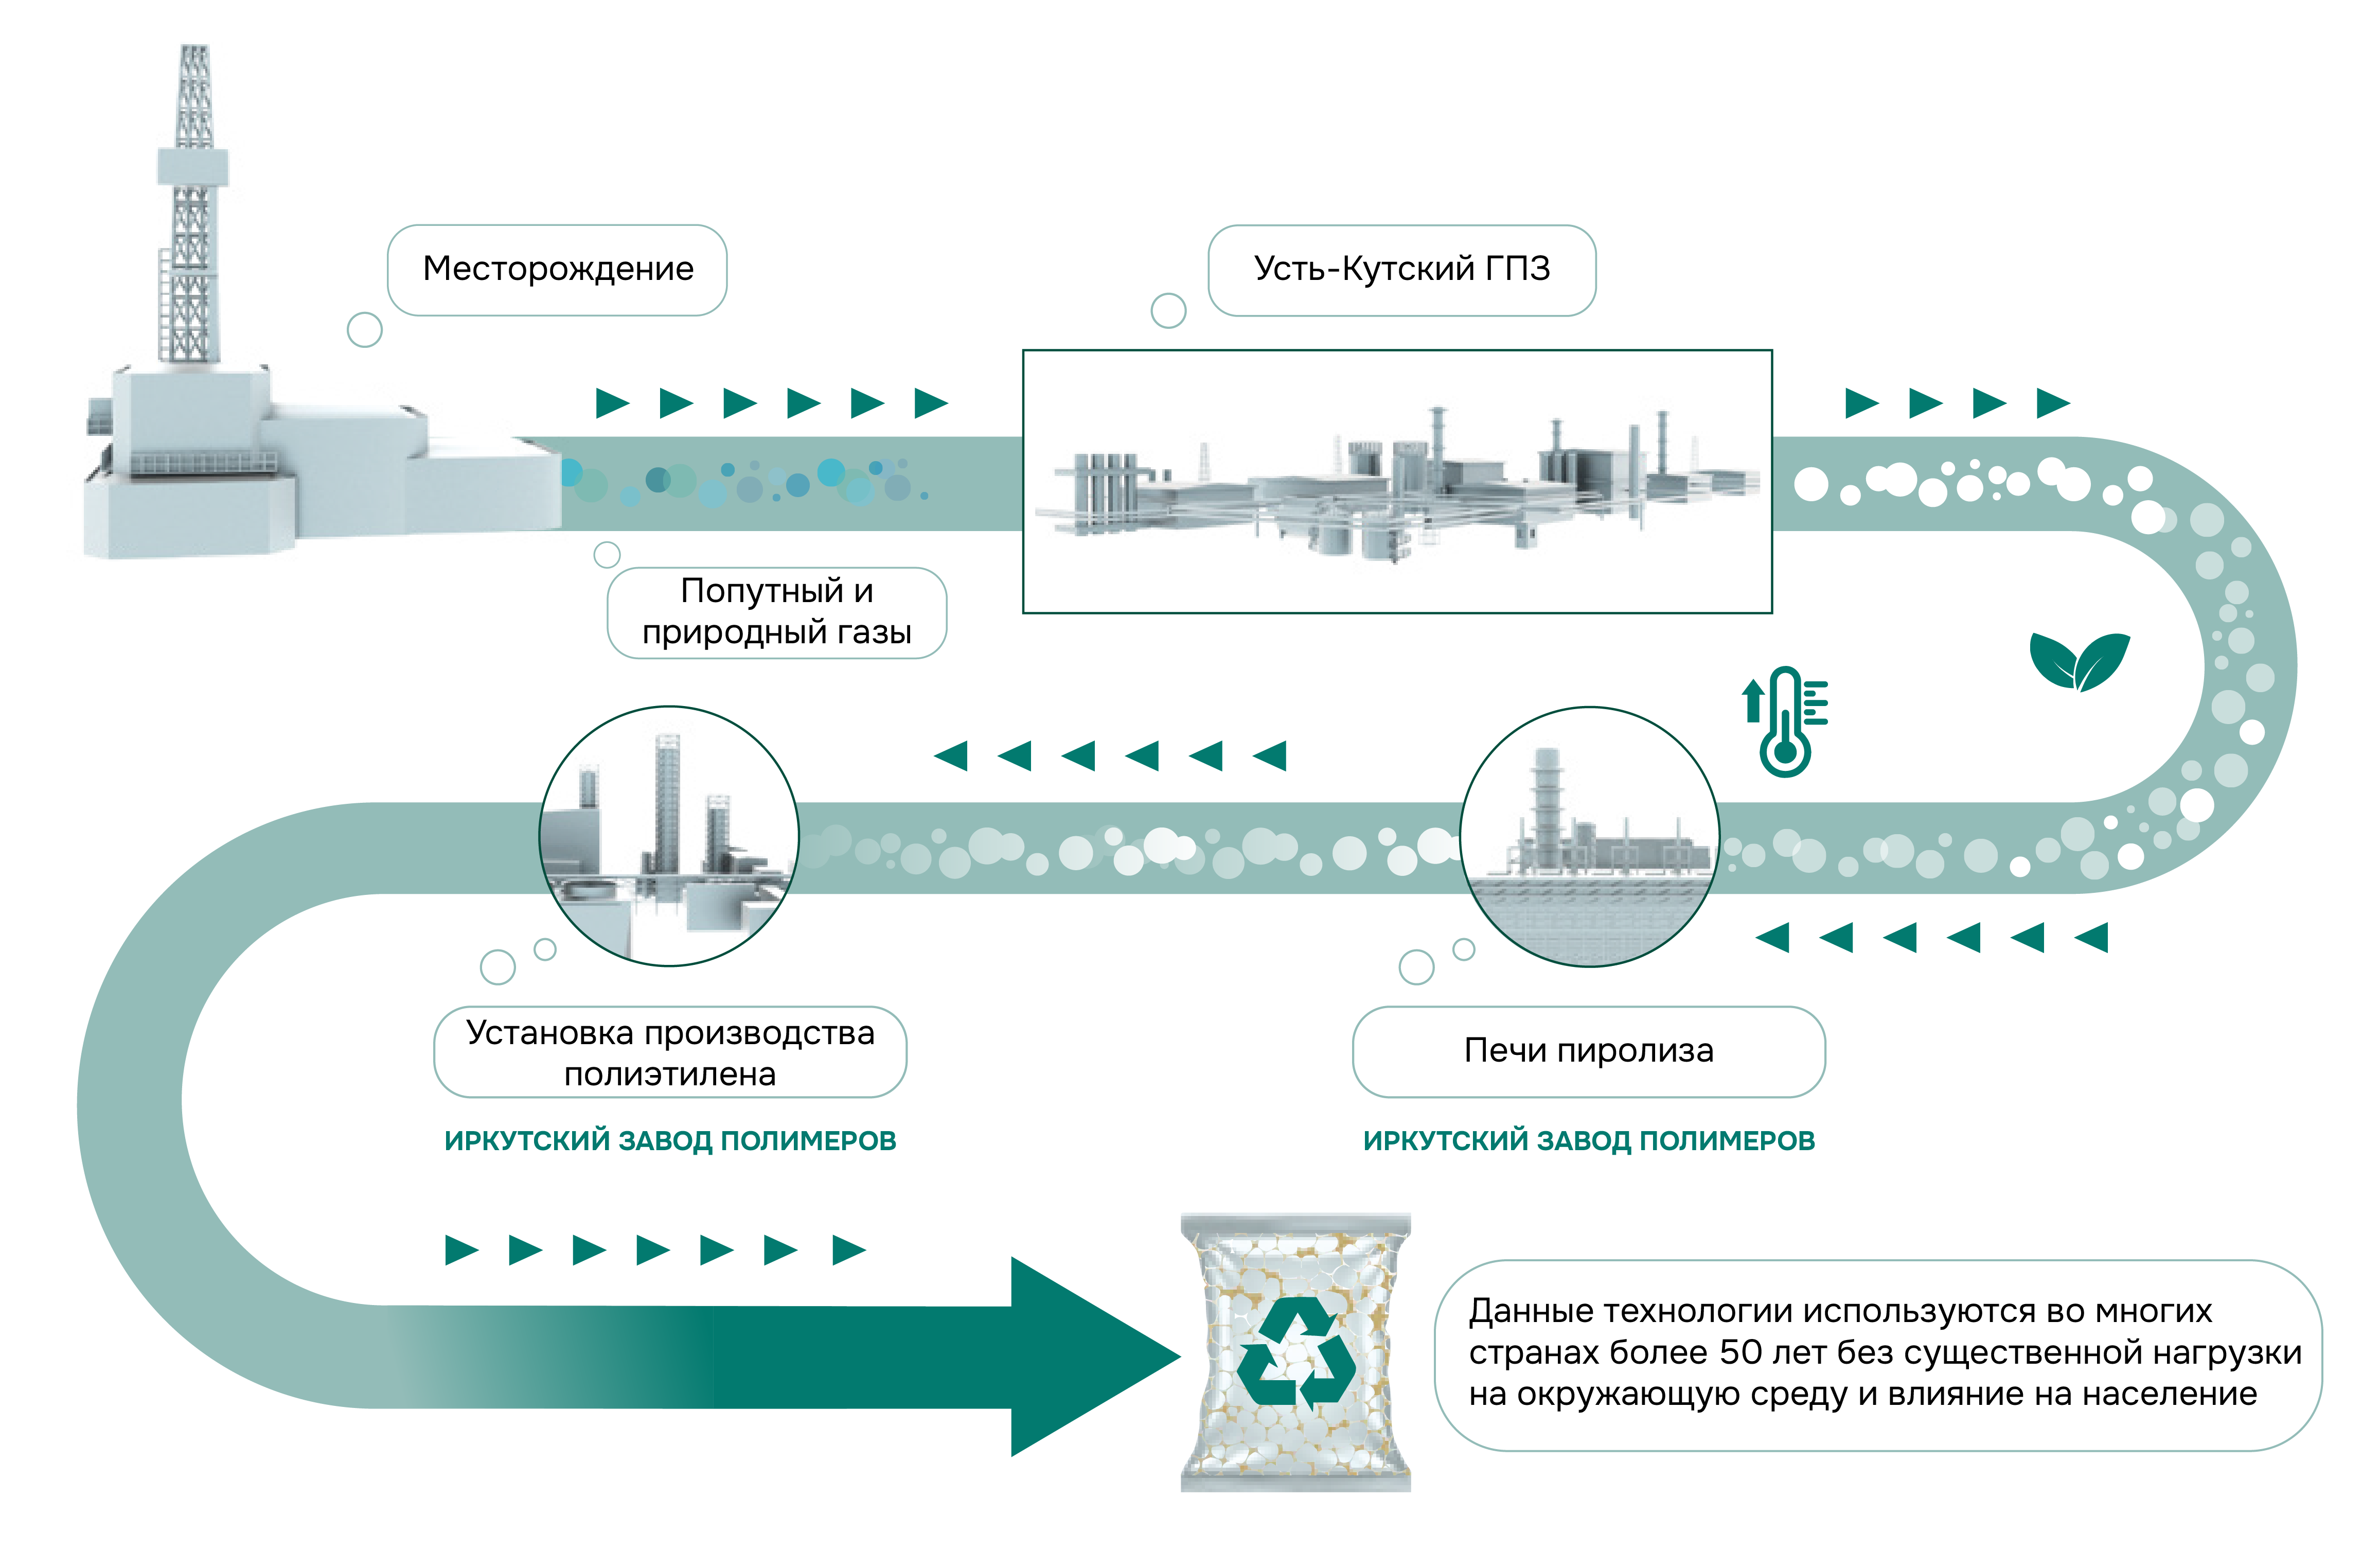 Месторождение
Усть-Кутский ГПЗ
Попутный и
природный газы
Установка производства
полиэтилена
ИРКУТСКИЙ ЗАВОД ПОЛИМЕРОВ
Печи пиролиза
ИРКУТСКИЙ ЗАВОД ПОЛИМЕРОВ
Данные технологии используются во многих
странах более 50 лет без существенной нагрузки
на окружающую среду и влияние на население